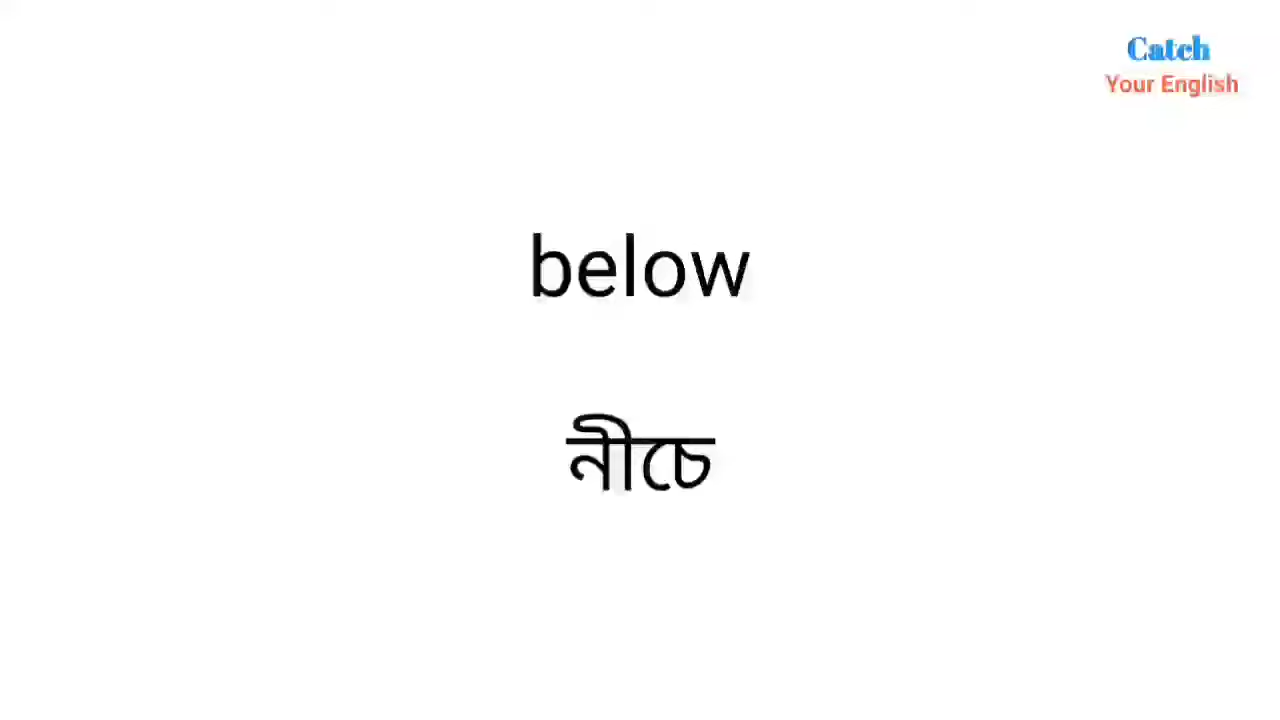 Catch
Your English
below
নীচে